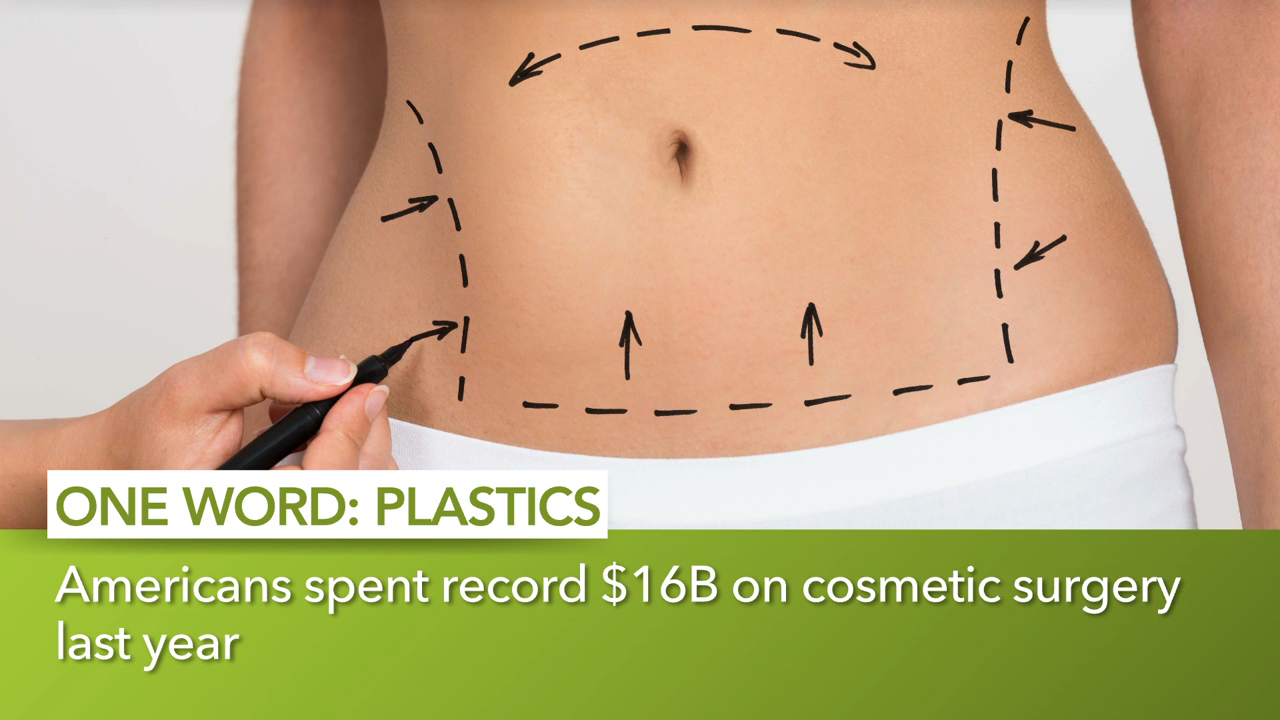 ONE WORD: PLASTICS
Americans spent record $16B on cosmetic surgery
last year